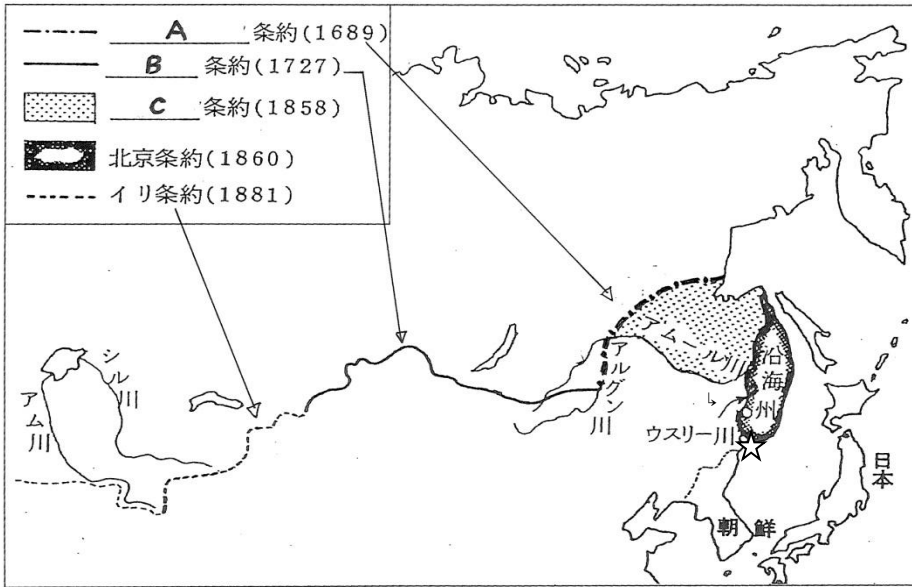 A 条約(1689)
B 条約(1727)
C 条約(1858)
北京条約(1860)
イリ条約(1881)
シル川
アム川
アルグン川
アムール川
沿海州
ウスリー川
日本
朝鮮